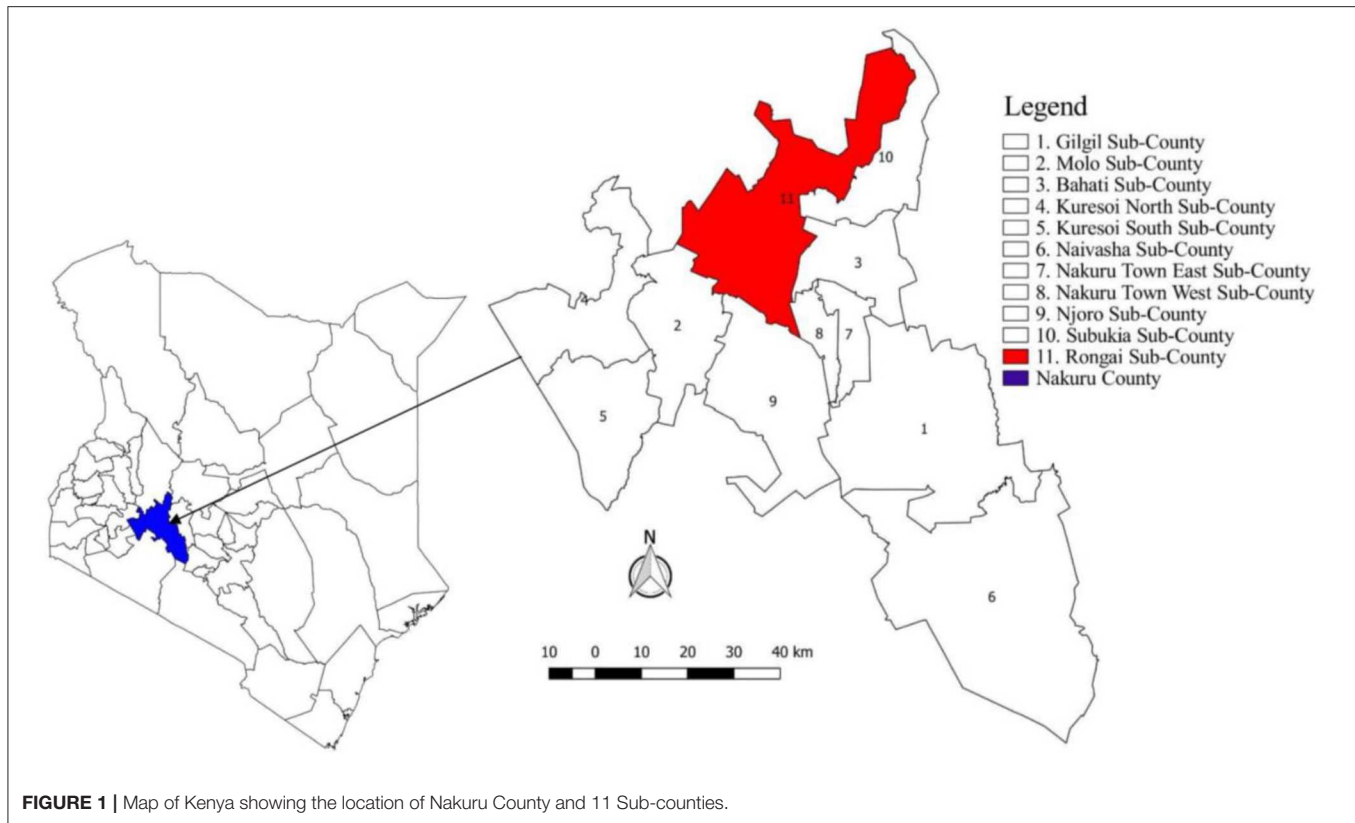 Legend
1. Gilgil Sub-County
2. Molo Sub-County
3. Bahati Sub-County
4. Kuresoi North Sub-County
5. Kuresoi South Sub-County
6. Naivasha Sub-County
7. Nakuru Town East Sub-County
8. Nakuru Town West Sub-County
9. Njoro Sub-County
10. Subukia Sub-County
11. Rongai Sub-County
Nakuru County
10
11
3
4
2
8
7
5
9
1
6
N
10 0 10 20 30 40 km
FIGURE 1 | Map of Kenya showing the location of Nakuru County and 11 Sub-counties.